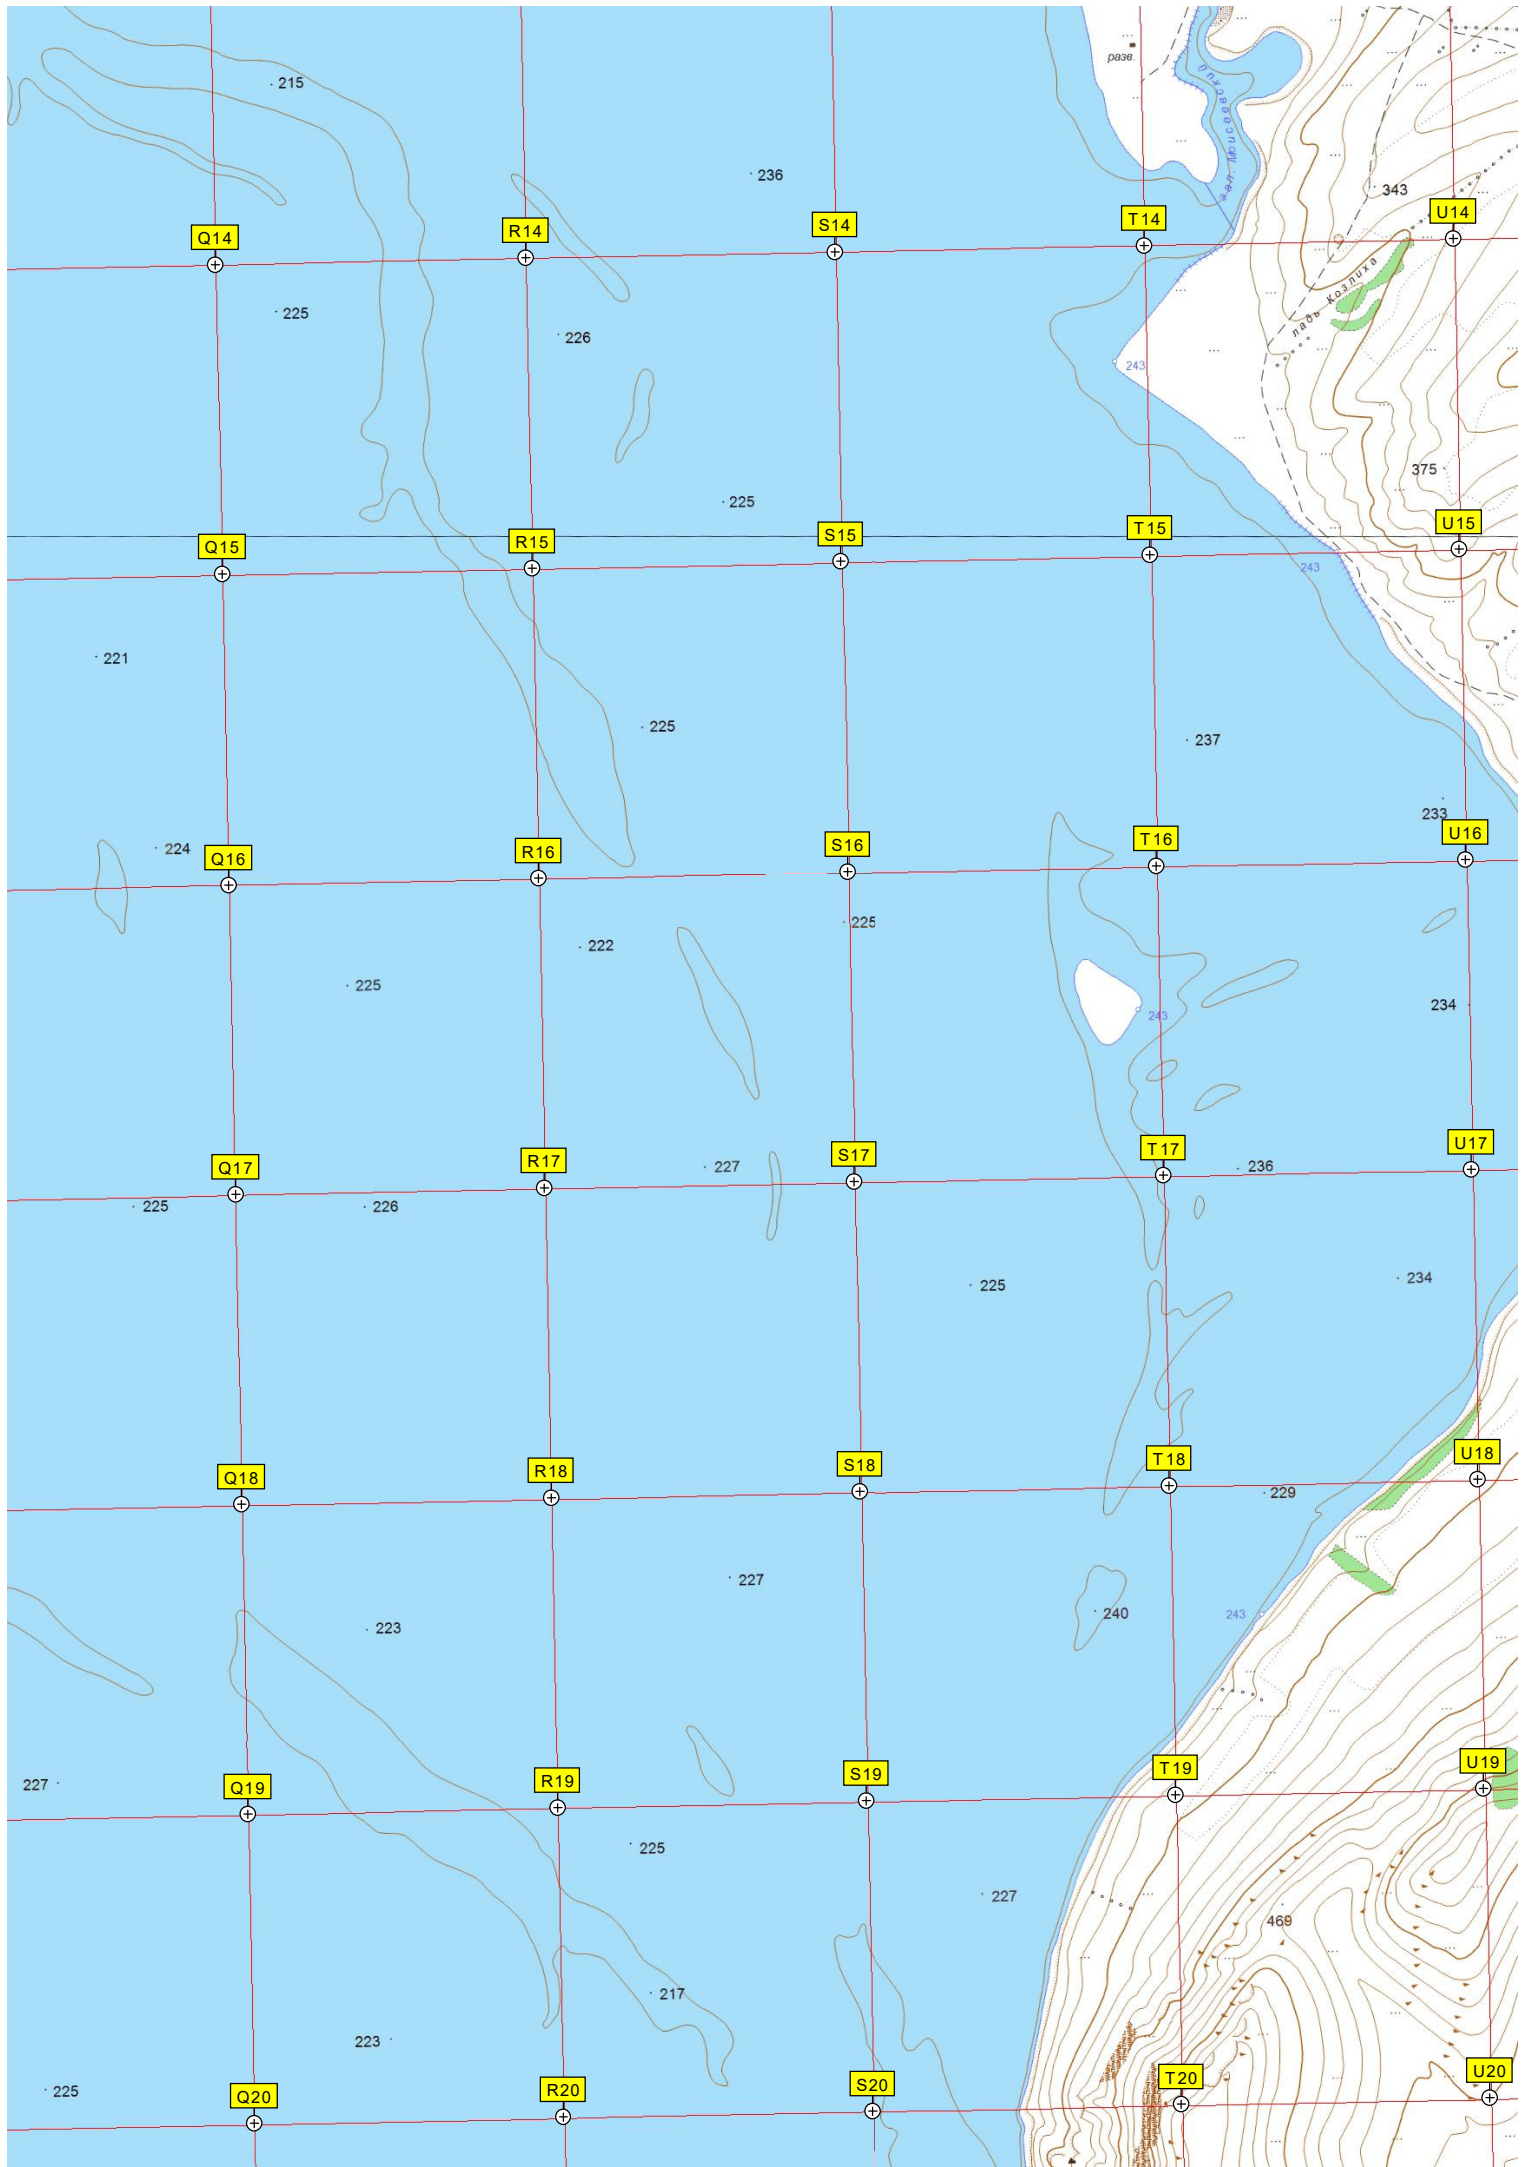 215
разв.
зал. Моисеевский
236
343
Q14
R14
S14
T14
U14
падь Козлиха
225
226
243
375
225
Q15
R15
S15
T15
U15
243
221
225
237
233
224
Q16
R16
S16
T16
U16
225
222
225
234
243
Q17
R17
S17
T17
U17
227
236
225
226
225
234
Q18
R18
S18
T18
U18
229
227
223
240
243
227
Q19
R19
S19
T19
U19
225
227
469
217
223
225
Q20
R20
S20
T20
U20